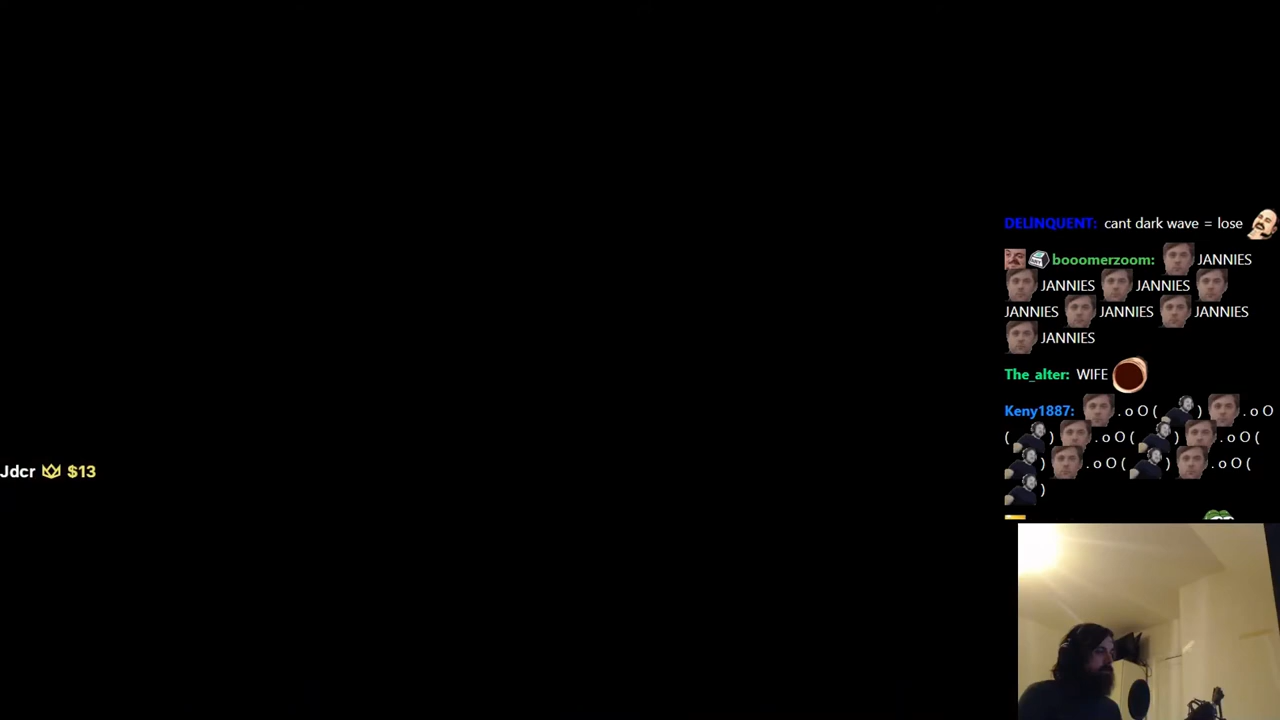 DELINQUENT: cant dark wave = lose
booomerzoom: JANNIES
JANNIES JANNIES
JANNIES JANNIES JANNIES
JANNIES
The_alter: WIFE
Keny1887: . o O ( ) . o O
( ) . o O ( ) . o O (
) . o O ( ) . o O (
)
Jdcr $13